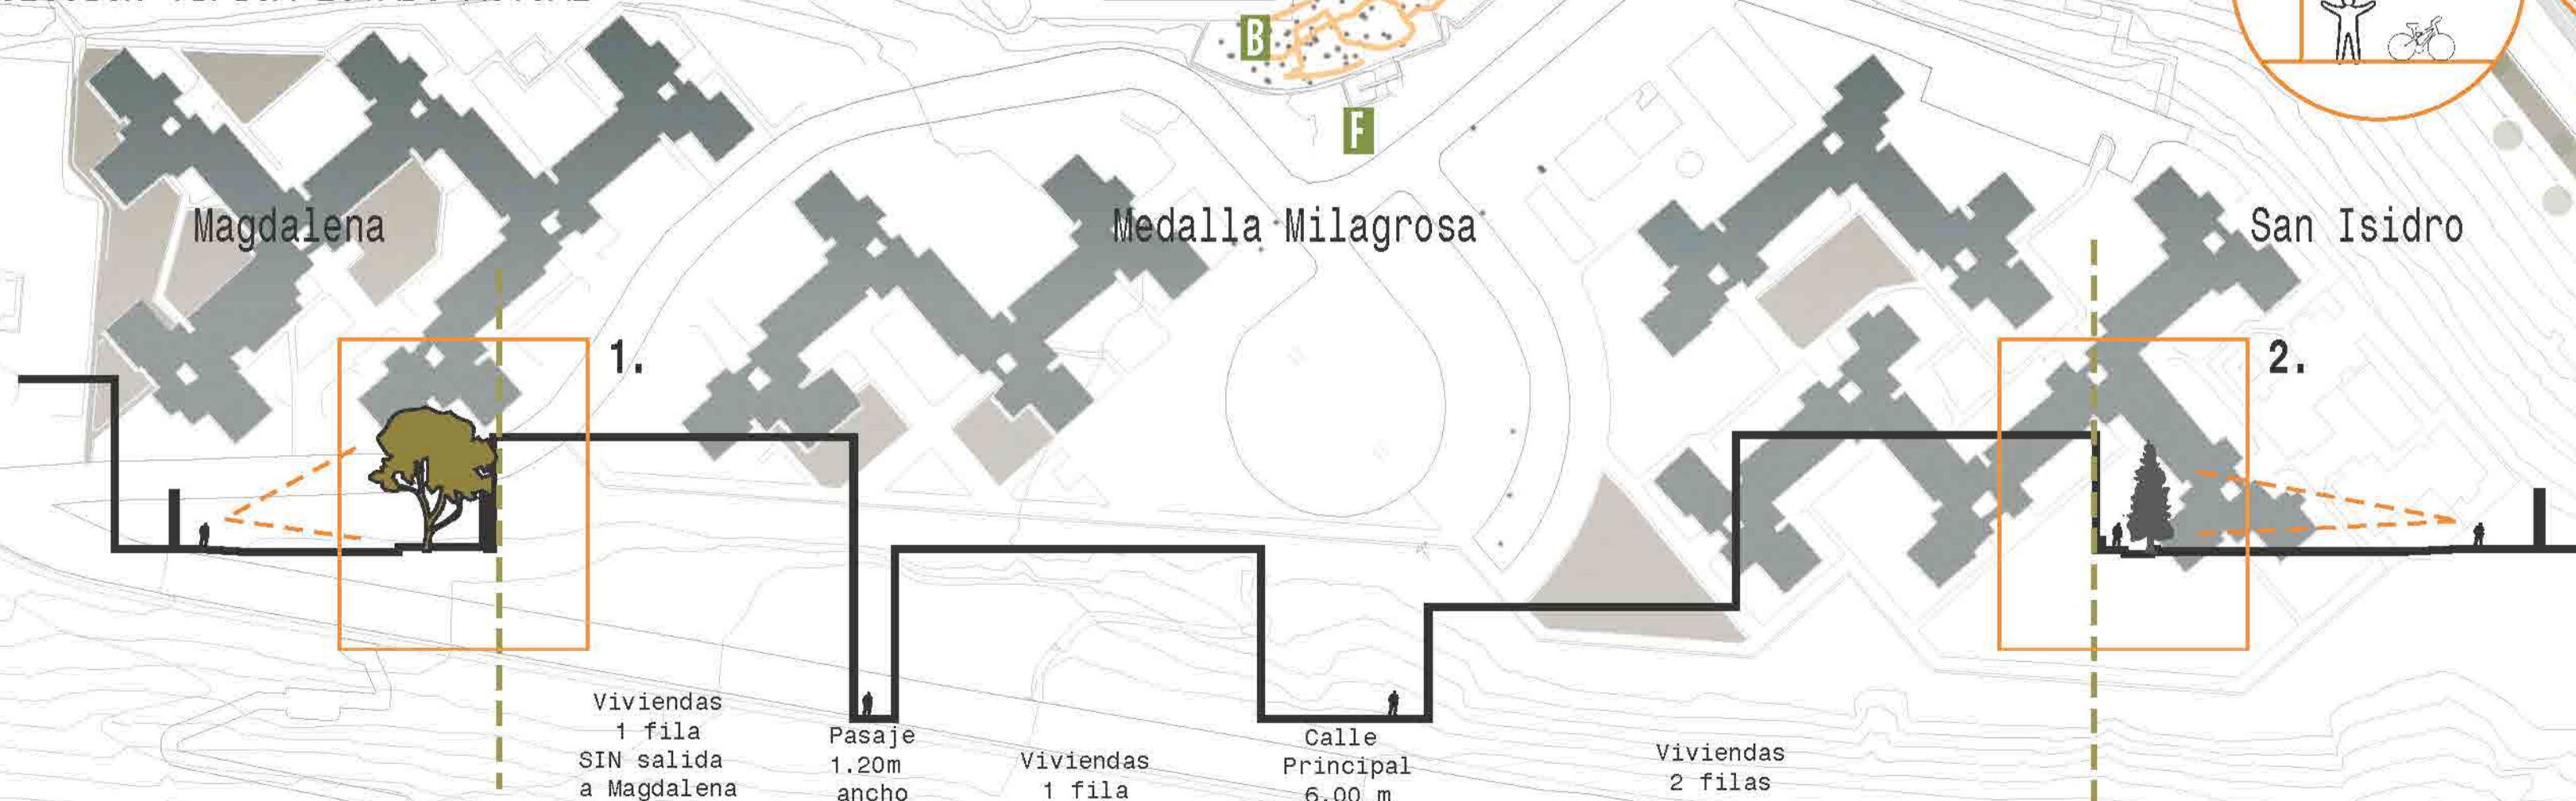 B
F
Magdalena
Medalla Milagrosa
San Isidro
1.
2.
Viviendas
1 fila
SIN salida
a Magdalena
Pasaje
1.20m
ancho
Viviendas
1 fila
Calle
Principal
6.00 m
Viviendas
2 filas